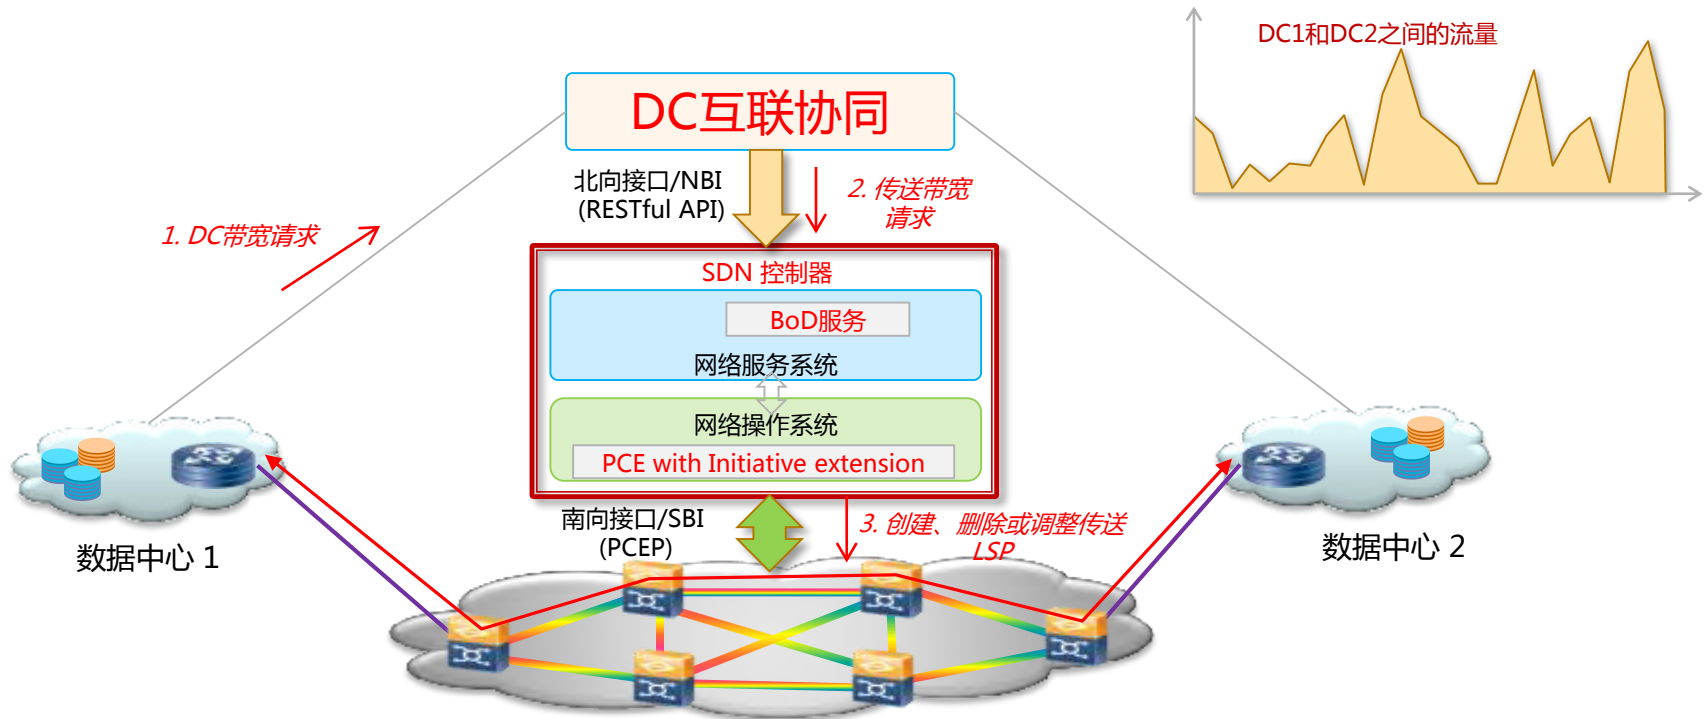 DC1和DC2之间的流量
DC互联协同
北向接口/NBI
(RESTful API)
2. 传送带宽
请求
1. DC带宽请求
SDN 控制器
BoD服务
网络服务系统
网络操作系统
PCE with Initiative extension
南向接口/SBI
(PCEP)
3. 创建、删除或调整传送
LSP
数据中心 1
数据中心 2